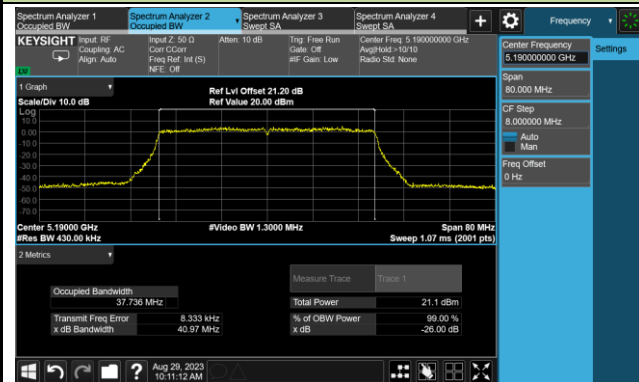 Spectrum Analyzer 1
Occupied BW
Spectrum Analyzer 2
Occupied BW
Spectrum Analyzer 3
Swept SA
Spectrum Analyzer 4
Swept SA
+
Frequency
KEYSIGHT
LXI
Input: RF
Coupling: AC
Align: Auto
Input Z: 50 Ω
Corr CCorr
Freq Ref: Int (S)
NFE: Off
Atten: 10 dB
Trig: Free Run
Gate: Off
#IF Gain: Low
Center Freq: 5.190000000 GHz
Avg|Hold:>10/10
Radio Std: None
Center Frequency
5.190000000 GHz
Settings
Span
80.000 MHz
CF Step
8.000000 MHz
Auto
Man
Freq Offset
0 Hz
1 Graph
Scale/Div 10.0 dB
Ref Lvl Offset 21.20 dB
Ref Value 20.00 dBm
Log
10.0
0.00
-10.0
-20.0
-30.0
-40.0
-50.0
-60.0
-70.0
Center 5.19000 GHz
#Res BW 430.00 kHz
#Video BW 1.3000 MHz
Span 80 MHz
Sweep 1.07 ms (2001 pts)
2 Metrics
Measure Trace
Trace 1
Occupied Bandwidth
37.736 MHz
Total Power
21.1 dBm
Transmit Freq Error
8.333 kHz
% of OBW Power
99.00 %
x dB Bandwidth
40.97 MHz
x dB
-26.00 dB
?
Aug 29, 2023
10:11:12 AM